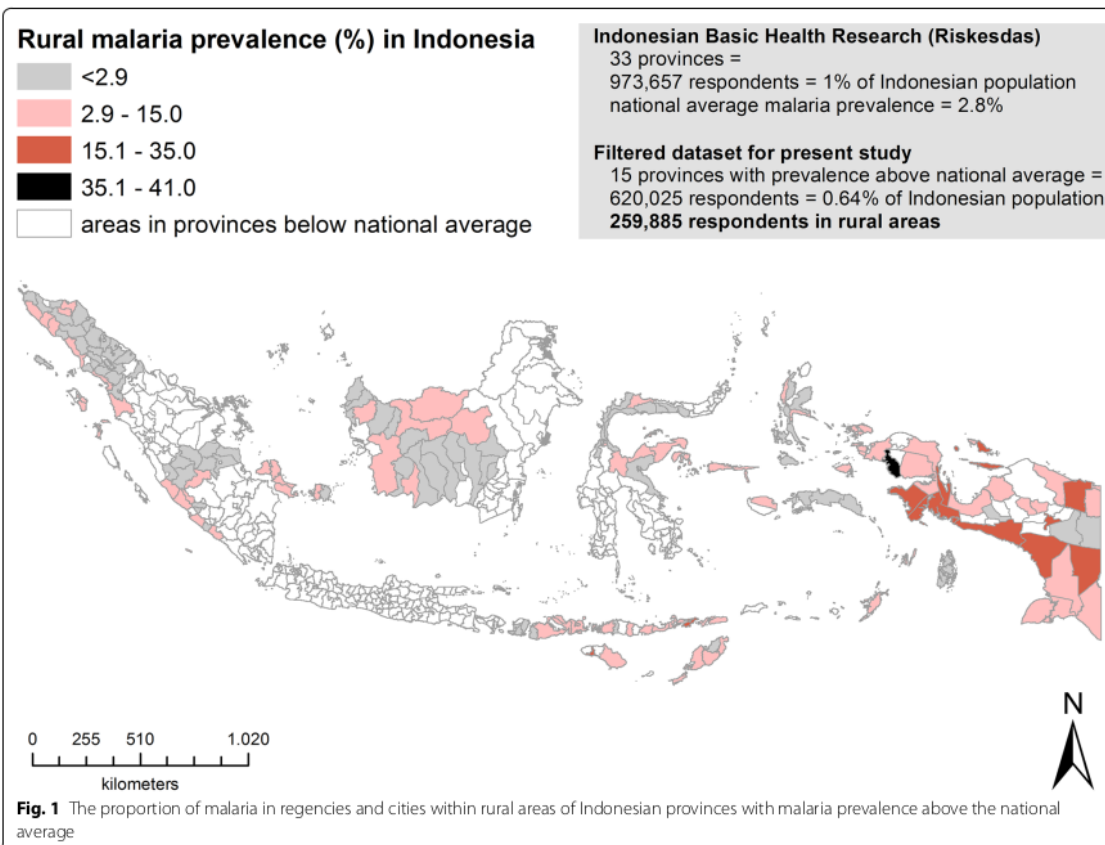 Rural malaria prevalence (%) in Indonesia
<2.9
2.9 - 15.0
15.1 - 35.0
35.1 - 41.0
areas in provinces below national average
Indonesian Basic Health Research (Riskesdas)
33 provinces =
973,657 respondents = 1% of Indonesian population
national average malaria prevalence = 2.8%
Filtered dataset for present study
15 provinces with prevalence above national average =
620,025 respondents = 0.64% of Indonesian population
259,885 respondents in rural areas
N
0 255 510 1.020
kilometers
Fig. 1 The proportion of malaria in regencies and cities within rural areas of Indonesian provinces with malaria prevalence above the national
average